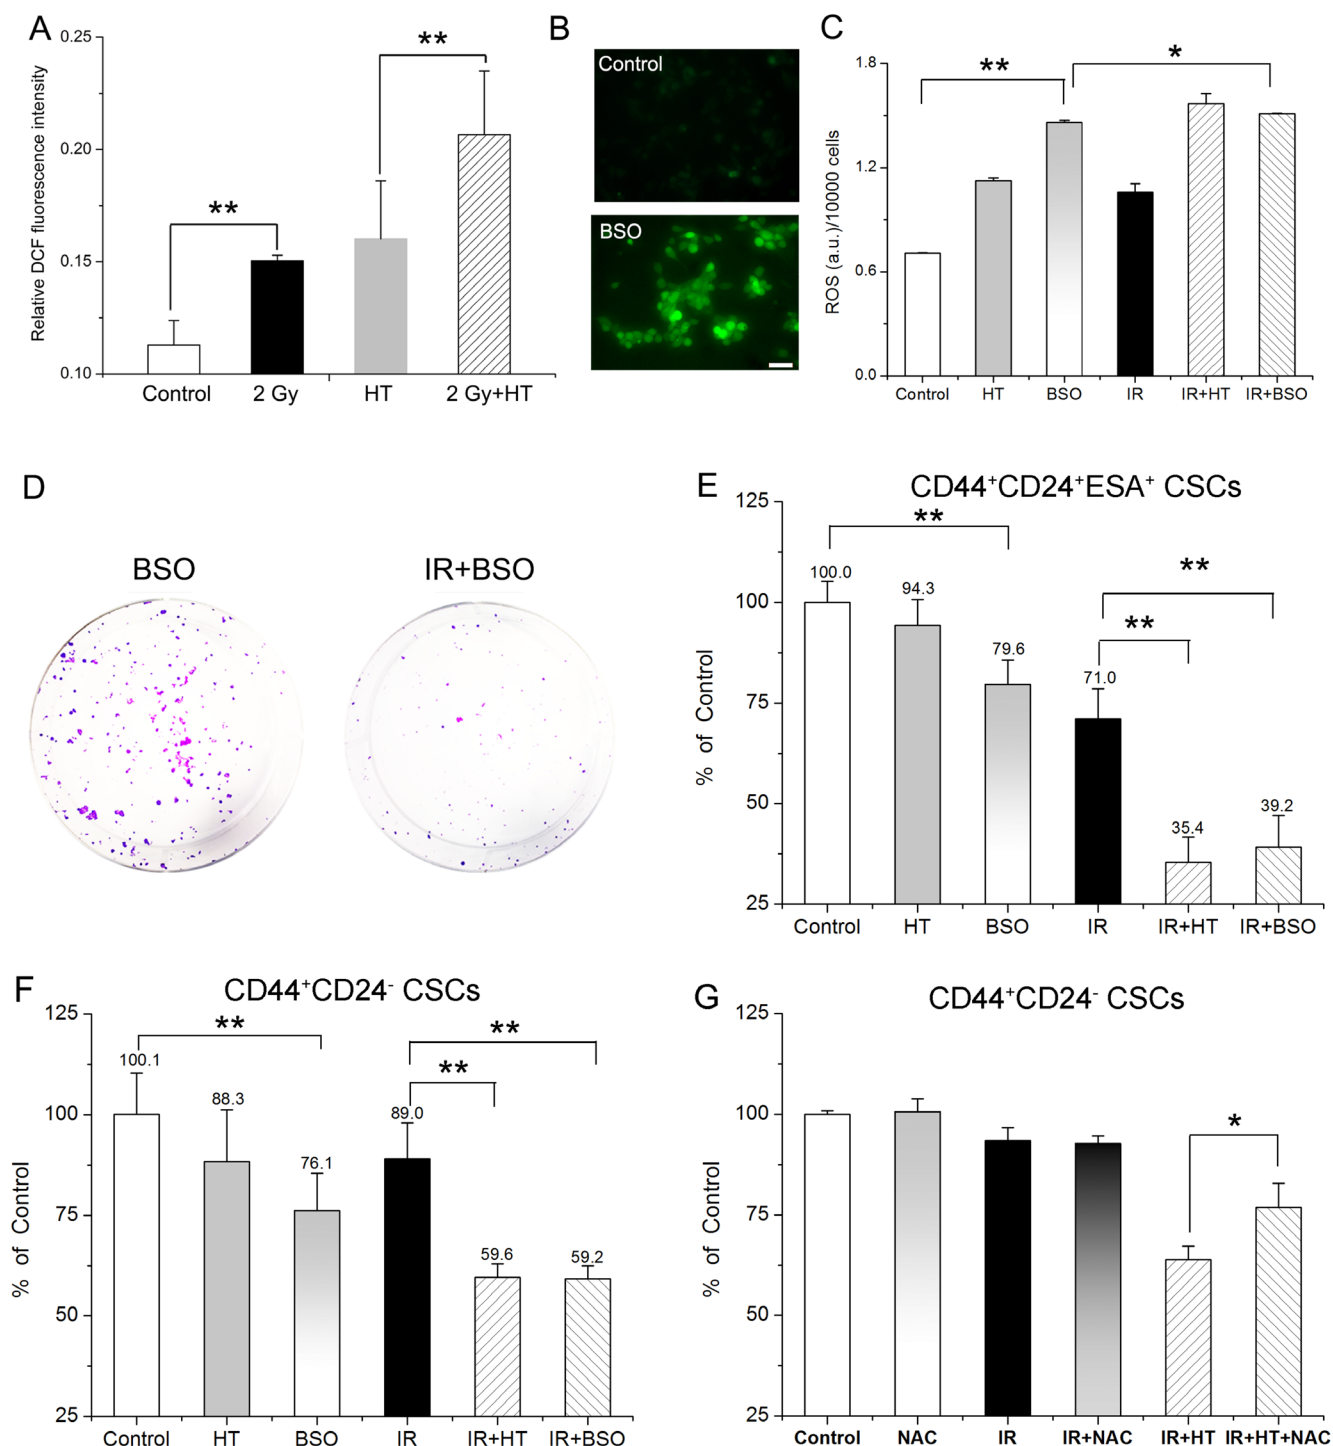 A
Relative DCF fluorescence intensity
0.25
0.20
0.15
0.10
**
**
Control 2 Gy HT 2 Gy+HT
B
Control
BSO
C
ROS (a.u.)/10000 cells
1.8
1.2
0.6
0.0
**
*
Control HT BSO IR IR+HT IR+BSO
D
BSO IR+BSO
E
CD44⁺CD24⁺ESA⁺ CSCs
% of Control
125
100
75
50
25
**
**
**
100.0
94.3
79.6
71.0
35.4
39.2
Control HT BSO IR IR+HT IR+BSO
F
CD44⁺CD24⁻ CSCs
% of Control
125
100
75
50
25
**
**
**
100.1
88.3
76.1
89.0
59.6
59.2
Control HT BSO IR IR+HT IR+BSO
G
CD44⁺CD24⁻ CSCs
% of Control
125
100
75
50
25
*
Control NAC IR IR+NAC IR+HT IR+HT+NAC